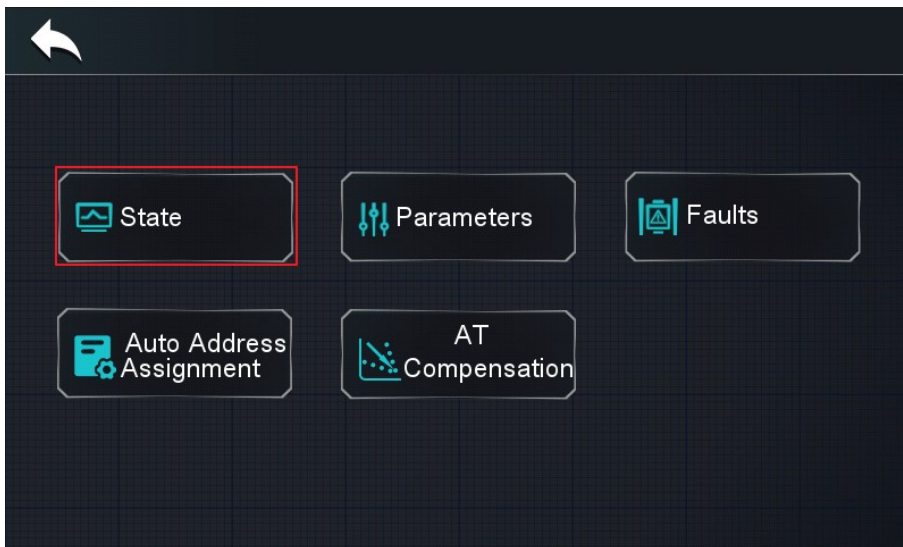 State
Parameters
Faults
Auto Address
Assignment
AT
Compensation